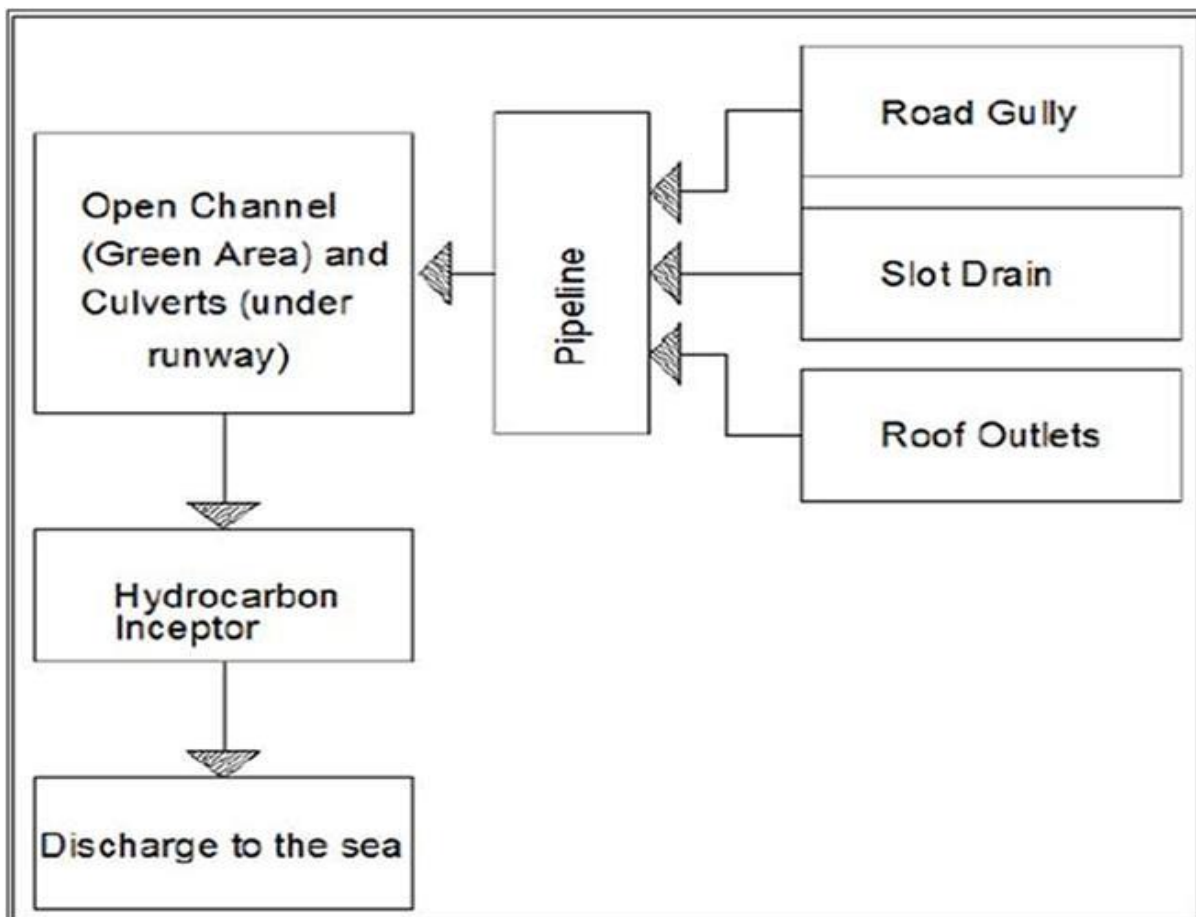 Road Gully
Slot Drain
Roof Outlets
Pipeline
Open Channel
(Green Area) and
Culverts (under
runway)
Hydrocarbon
Inceptor
Discharge to the sea